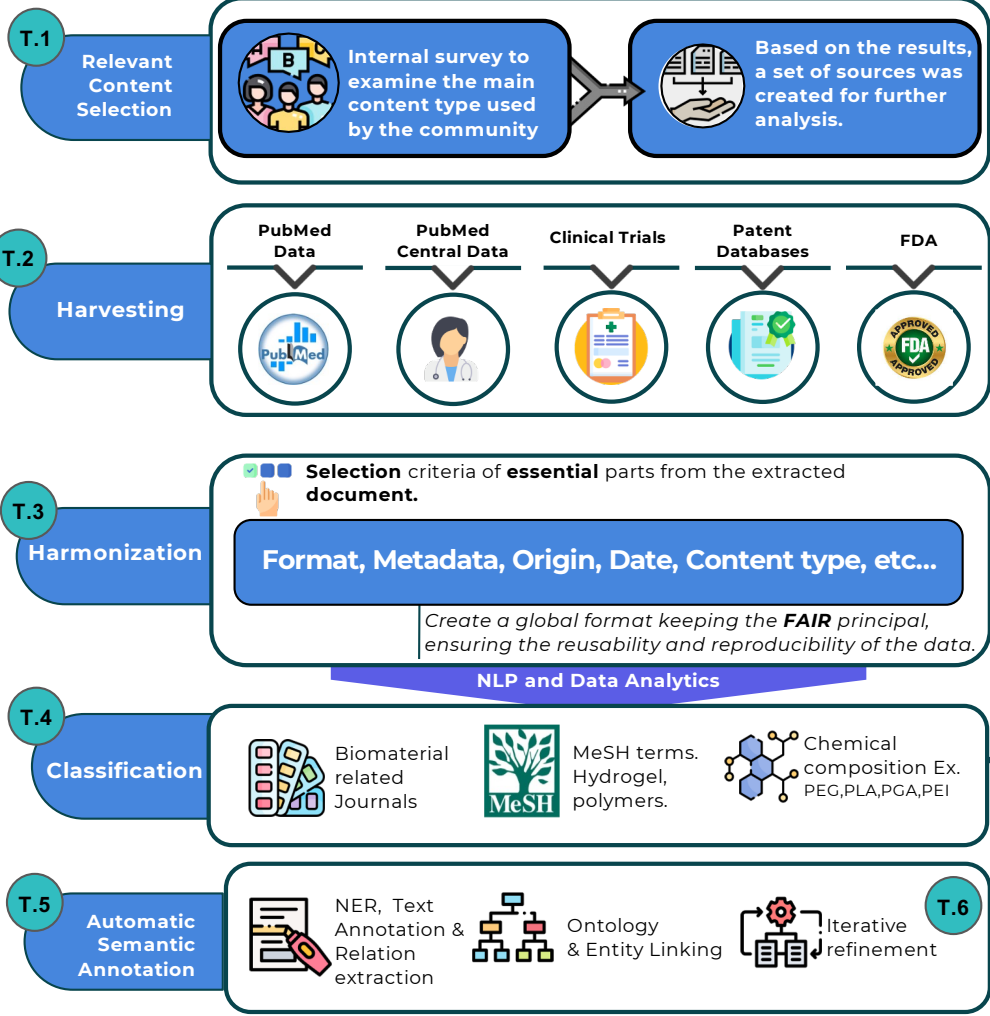 T.1
Relevant
Content
Selection
B
Internal survey to
examine the main
content type used
by the community
Based on the results,
a set of sources was
created for further
analysis.
T.2
Harvesting
PubMed
Data
PubMed
Central Data
Clinical Trials
Patent
Databases
FDA
PubMed
APPROVED
FDA
APPROVED
T.3
Harmonization
Selection criteria of essential parts from the extracted
document.
Format, Metadata, Origin, Date, Content type, etc...
Create a global format keeping the FAIR principal,
ensuring the reusability and reproducibility of the data.
NLP and Data Analytics
T.4
Classification
Biomaterial
related
Journals
MeSH
MeSH terms.
Hydrogel,
polymers.
Chemical
composition Ex.
PEG,PLA,PGA,PEI
T.5
Automatic
Semantic
Annotation
NER, Text
Annotation &
Relation
extraction
Ontology
& Entity Linking
Iterative
refinement
T.6